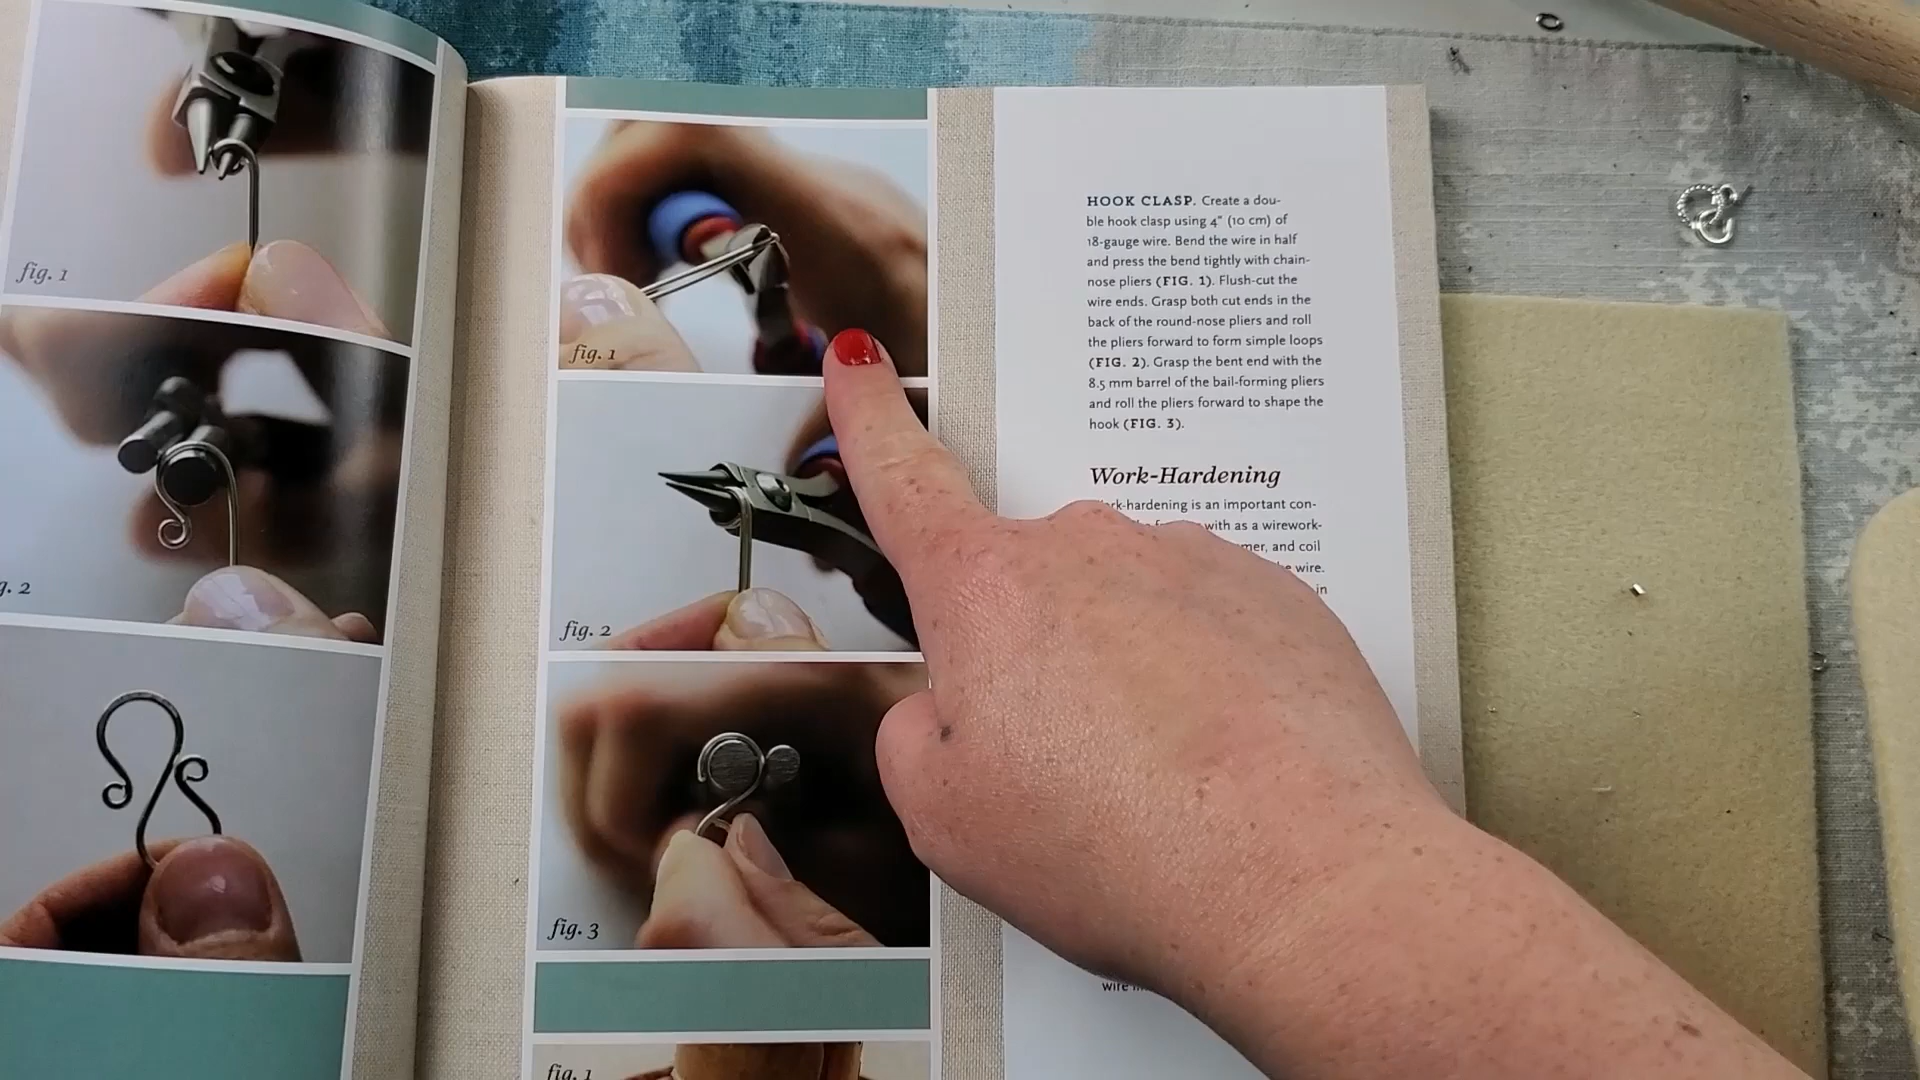 fig. 1
g. 2
fig. 1
fig. 2
fig. 3
fig. 1
HOOK CLASP. Create a dou-
ble hook clasp using 4" (10 cm) of
18-gauge wire. Bend the wire in half
and press the bend tightly with chain-
nose pliers (FIG. 1). Flush-cut the
wire ends. Grasp both cut ends in the
back of the round-nose pliers and roll
the pliers forward to form simple loops
(FIG. 2). Grasp the bent end with the
8.5 mm barrel of the bail-forming pliers
and roll the pliers forward to shape the
hook (FIG. 3).
Work-Hardening
rk-hardening is an important con-
with as a wirework-
mer, and coil
wire.
in
wire